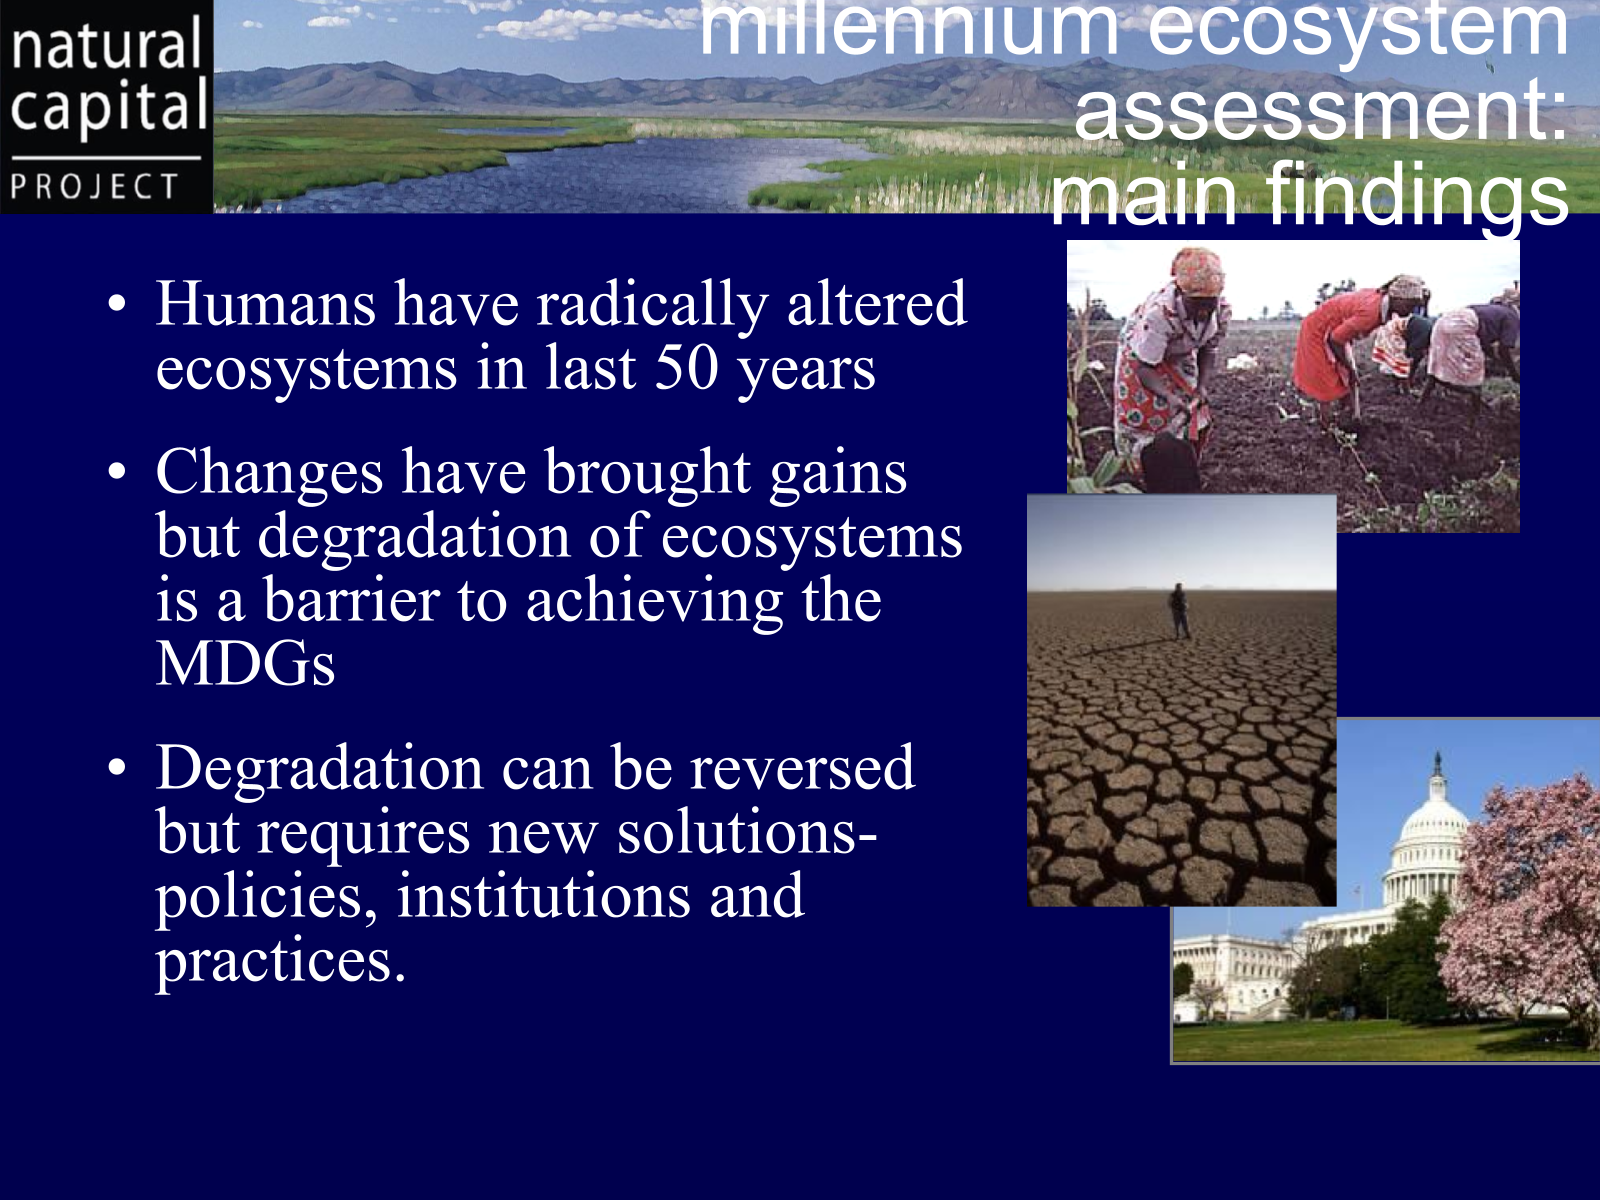 natural
capital
PROJECT
millennium ecosystem
assessment:
main findings
• Humans have radically altered
ecosystems in last 50 years
• Changes have brought gains
but degradation of ecosystems
is a barrier to achieving the
MDGs
• Degradation can be reversed
but requires new solutions-
policies, institutions and
practices.